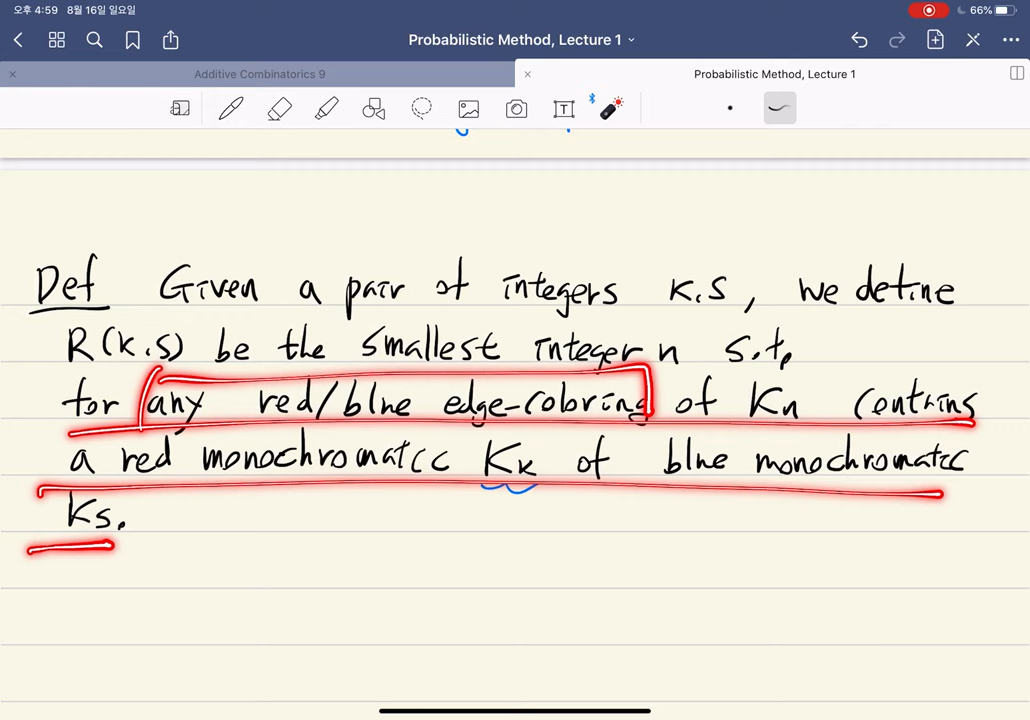 오후 4:59 8월 16일 일요일 66%
Probabilistic Method, Lecture 1
Additive Combinatorics 9
Probabilistic Method, Lecture 1
Def Given a pair of integers k,s, we define
R(k,s) be the smallest integer n s.t.
for any red/blue edge-coloring of Kn contains
a red monochromatic Kk of blue monochromatic
Ks.